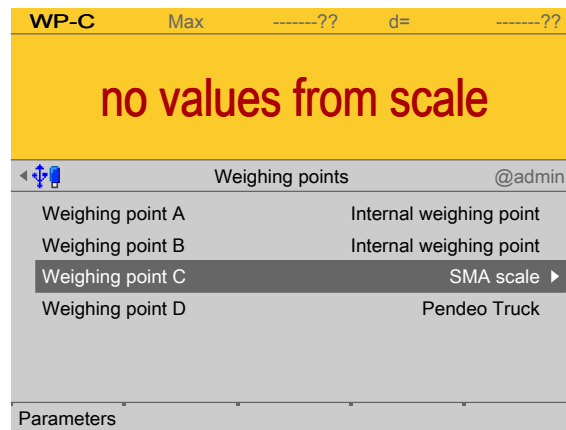 WP-C Max -------?? d= -------??
no values from scale
Weighing points @admin
Weighing point A Internal weighing point
Weighing point B Internal weighing point
Weighing point C SMA scale
Weighing point D Pendeo Truck
Parameters